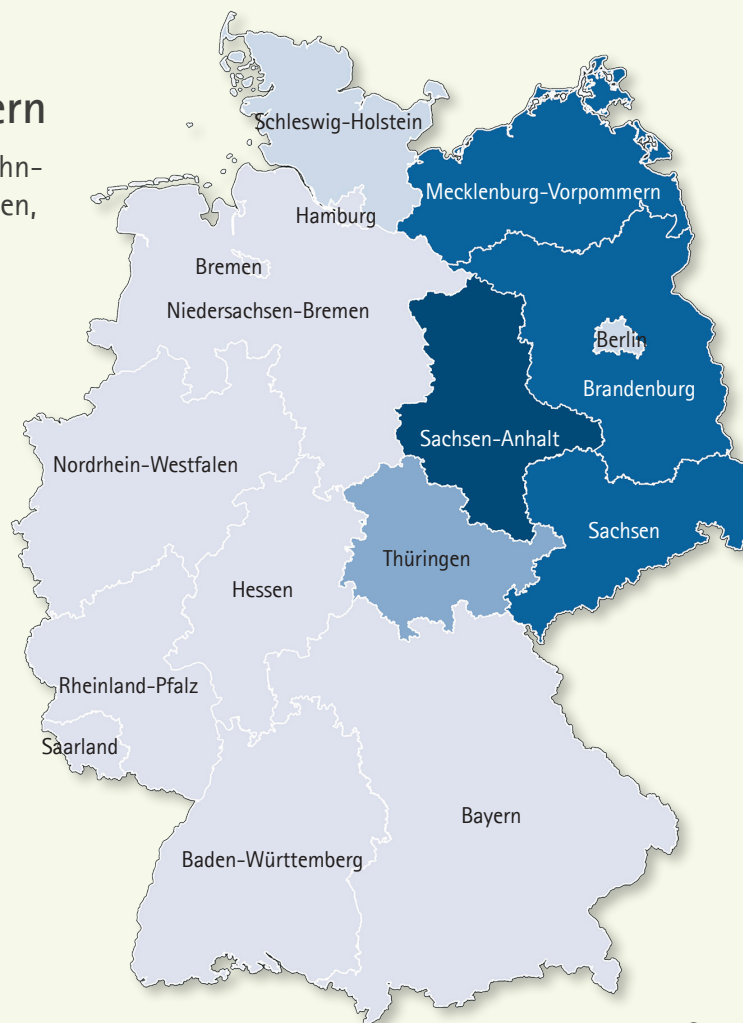 ern
hn-
en,
Schleswig-Holstein
Mecklenburg-Vorpommern
Hamburg
Bremen
Niedersachsen-Bremen
Berlin
Brandenburg
Sachsen-Anhalt
Nordrhein-Westfalen
Sachsen
Thüringen
Hessen
Rheinland-Pfalz
Saarland
Bayern
Baden-Württemberg